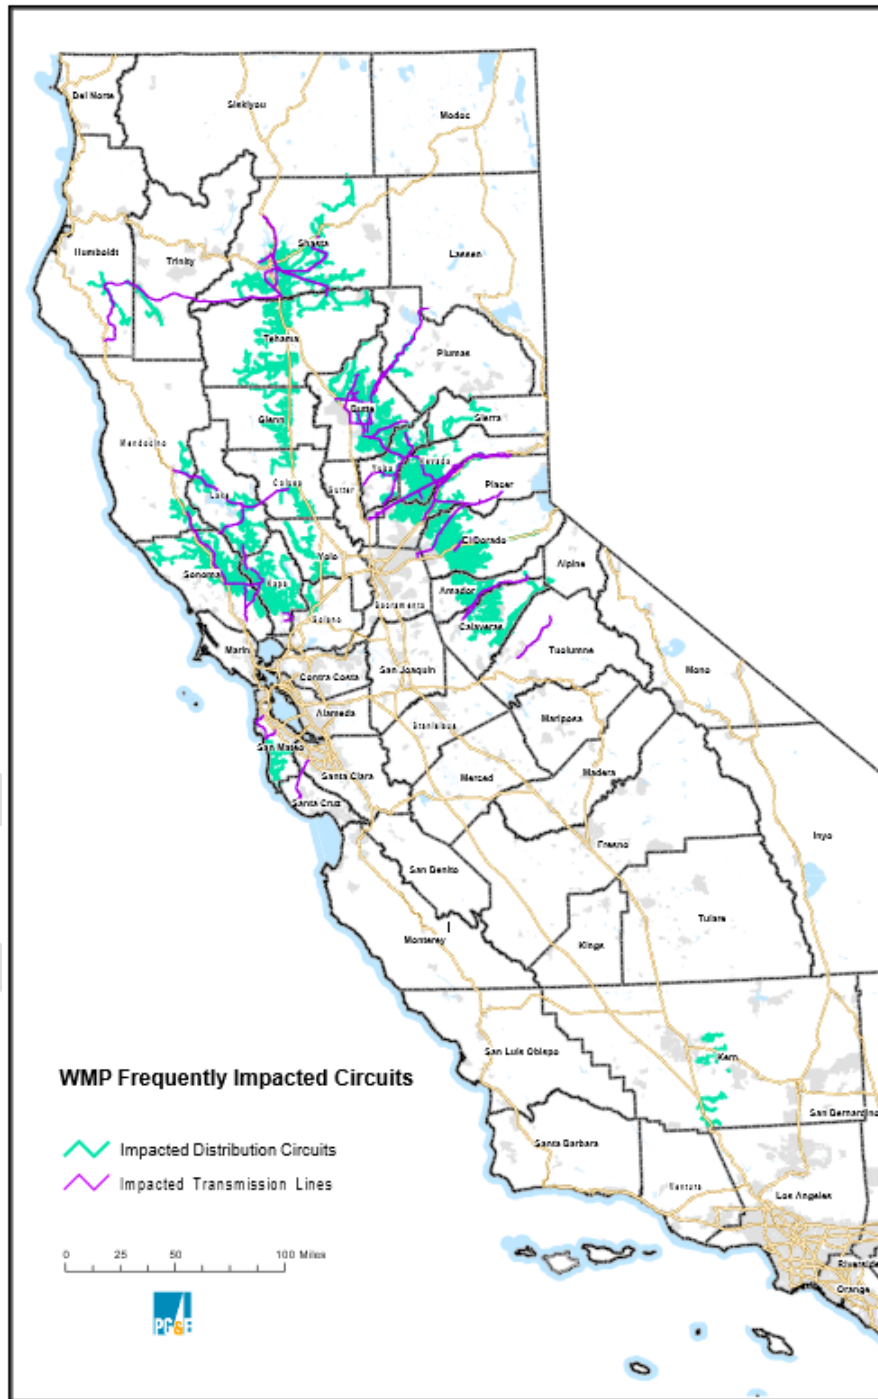 Del Norte
Siskiyou
Modoc
Humboldt
Trinity
Shasta
Lassen
Tehama
Plumas
Butte
Glenn
Sierra
Mendocino
Colusa
Lake
Sutter
Yuba
Nevada
Placer
Yolo
El Dorado
Sonoma
Napa
Alpine
Sacramento
Amador
Solano
Calaveras
Marin
Tuolumne
Contra Costa
San Joaquin
Mono
Alameda
Stanislaus
Mariposa
San Mateo
Santa Clara
Merced
Madera
Santa Cruz
Fresno
Inyo
San Benito
Tulare
Monterey
Kings
San Luis Obispo
Kern
WMP Frequently Impacted Circuits
San Bernardino
Santa Barbara
Impacted Distribution Circuits
Impacted Transmission Lines
Ventura
Los Angeles
0 25 50 100 Miles
Riverside
Orange
PG&E